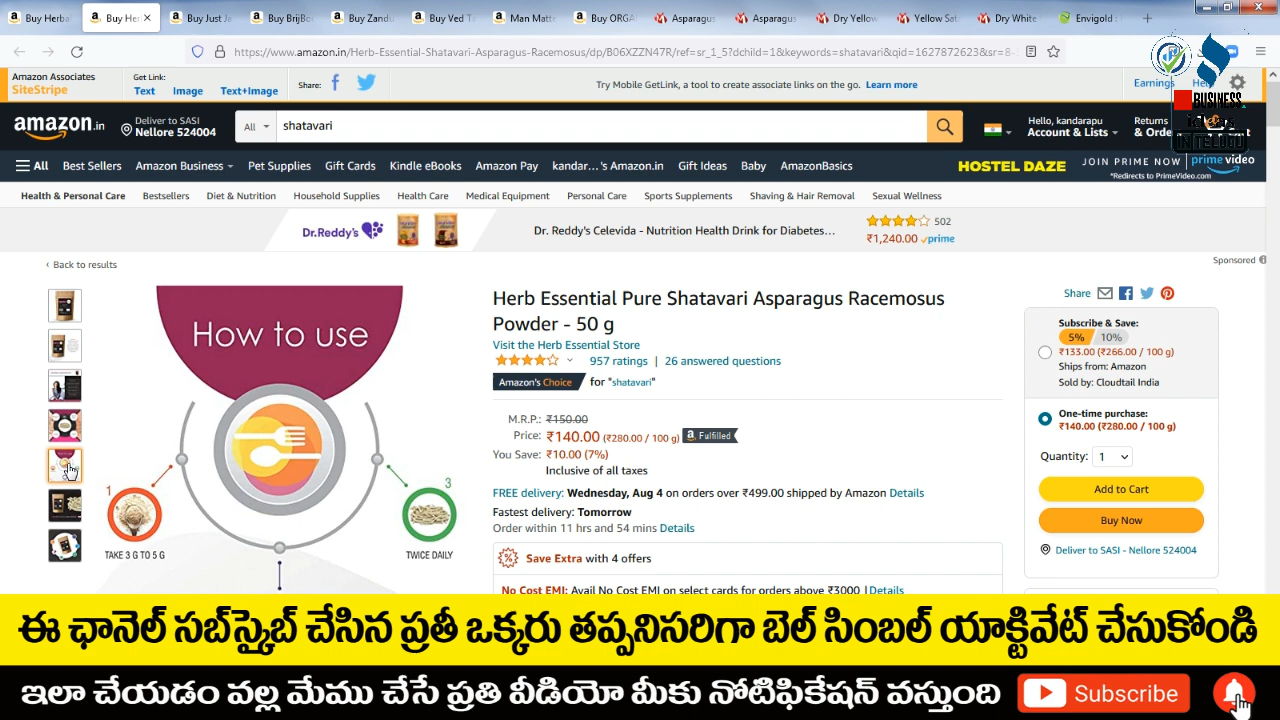 Buy Herba
Buy Her
Buy Just Ja
Buy BrijBo
Buy Zandu
Buy Ved T
Man Matte
Buy ORGA
Asparagus
Asparagus
Dry Yellow
Yellow Safe
Dry White
Envigold
https://www.amazon.in/Herb-Essential-Shatavari-Asparagus-Racemosus/dp/B06XZZN47R/ref=sr_1_5?dchild=1&keywords=shatavari&qid=1627872623&sr=8-
Amazon Associates
SiteStripe
Get Link:
Text Image Text+Image
Share:
Try Mobile GetLink, a tool to create associate links on the go. Learn more
Earnings
BUSINESS
IN TELUGU
amazon.in
Deliver to SASI
Nellore 524004
All
shatavari
Hello, kandarapu
Account & Lists
Returns
& Orde
All Best Sellers Amazon Business Pet Supplies Gift Cards Kindle eBooks Amazon Pay kandar...'s Amazon.in Gift Ideas Baby AmazonBasics
HOSTEL DAZE
JOIN PRIME NOW
*Redirects to PrimeVideo.com
prime video
Health & Personal Care Bestsellers Diet & Nutrition Household Supplies Health Care Medical Equipment Personal Care Sports Supplements Shaving & Hair Removal Sexual Wellness
Dr.Reddy's
Dr. Reddy's Celevida - Nutrition Health Drink for Diabetes...
502
₹1,240.00 prime
Sponsored
‹ Back to results
How to use
1
TAKE 3 G TO 5 G
3
TWICE DAILY
Herb Essential Pure Shatavari Asparagus Racemosus
Powder - 50 g
Visit the Herb Essential Store
957 ratings | 26 answered questions
Amazon's Choice for "shatavari"
M.R.P.: ₹150.00
Price: ₹140.00 (₹280.00 / 100 g) Fulfilled
You Save: ₹10.00 (7%)
Inclusive of all taxes
FREE delivery: Wednesday, Aug 4 on orders over ₹499.00 shipped by Amazon Details
Fastest delivery: Tomorrow
Order within 11 hrs and 54 mins Details
Save Extra with 4 offers
No Cost EMI: Avail No Cost EMI on select cards for orders above ₹3000 | Details
Share
Subscribe & Save:
5% 10%
₹133.00 (₹266.00 / 100 g)
Ships from: Amazon
Sold by: Cloudtail India
One-time purchase:
₹140.00 (₹280.00 / 100 g)
Quantity: 1
Add to Cart
Buy Now
Deliver to SASI - Nellore 524004
ఈ ఛానెల్ సబ్‌స్క్రైబ్ చేసిన ప్రతీ ఒక్కరు తప్పనిసరిగా బెల్ సింబల్ యాక్టివేట్ చేసుకోండి
ఇలా చేయడం వల్ల మేము చేసే ప్రతి వీడియో మీకు నోటిఫికేషన్ వస్తుంది
Subscribe